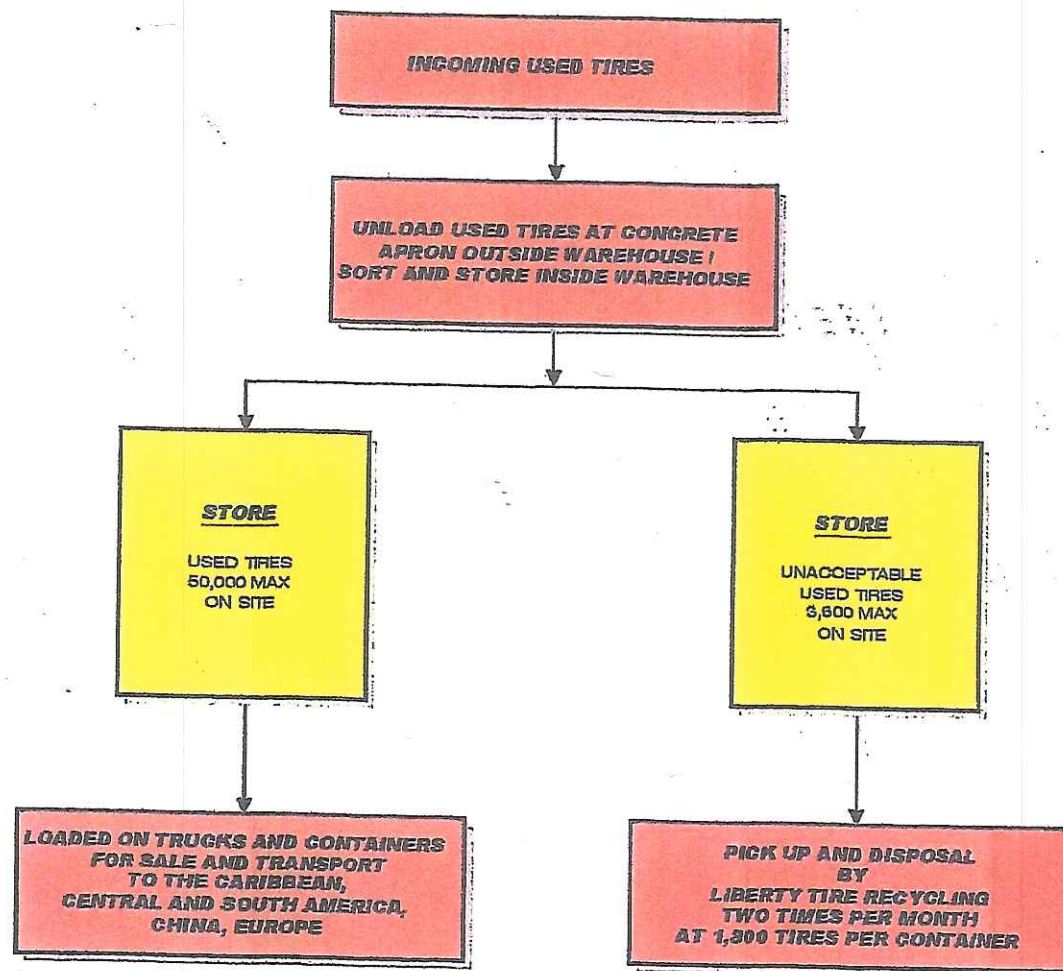 INCOMING USED TIRES
UNLOAD USED TIRES AT CONCRETE
APRON OUTSIDE WAREHOUSE /
SORT AND STORE INSIDE WAREHOUSE
STORE
USED TIRES
50,000 MAX
ON SITE
STORE
UNACCEPTABLE
USED TIRES
3,600 MAX
ON SITE
LOADED ON TRUCKS AND CONTAINERS
FOR SALE AND TRANSPORT
TO THE CARIBBEAN,
CENTRAL AND SOUTH AMERICA,
CHINA, EUROPE
PICK UP AND DISPOSAL
BY
LIBERTY TIRE RECYCLING
TWO TIMES PER MONTH
AT 1,800 TIRES PER CONTAINER